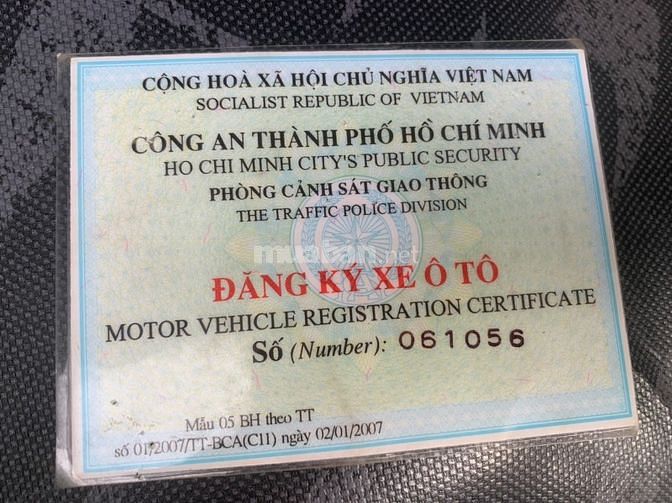 CỘNG HOÀ XÃ HỘI CHỦ NGHĨA VIỆT NAM
SOCIALIST REPUBLIC OF VIETNAM
CÔNG AN THÀNH PHỐ HỒ CHÍ MINH
HO CHI MINH CITY'S PUBLIC SECURITY
PHÒNG CẢNH SÁT GIAO THÔNG
THE TRAFFIC POLICE DIVISION
muaban.net
ĐĂNG KÝ XE Ô TÔ
MOTOR VEHICLE REGISTRATION CERTIFICATE
Số (Number): 061056
Mẫu 05 BH theo TT
số 01/2007/TT-BCA(C11) ngày 02/01/2007